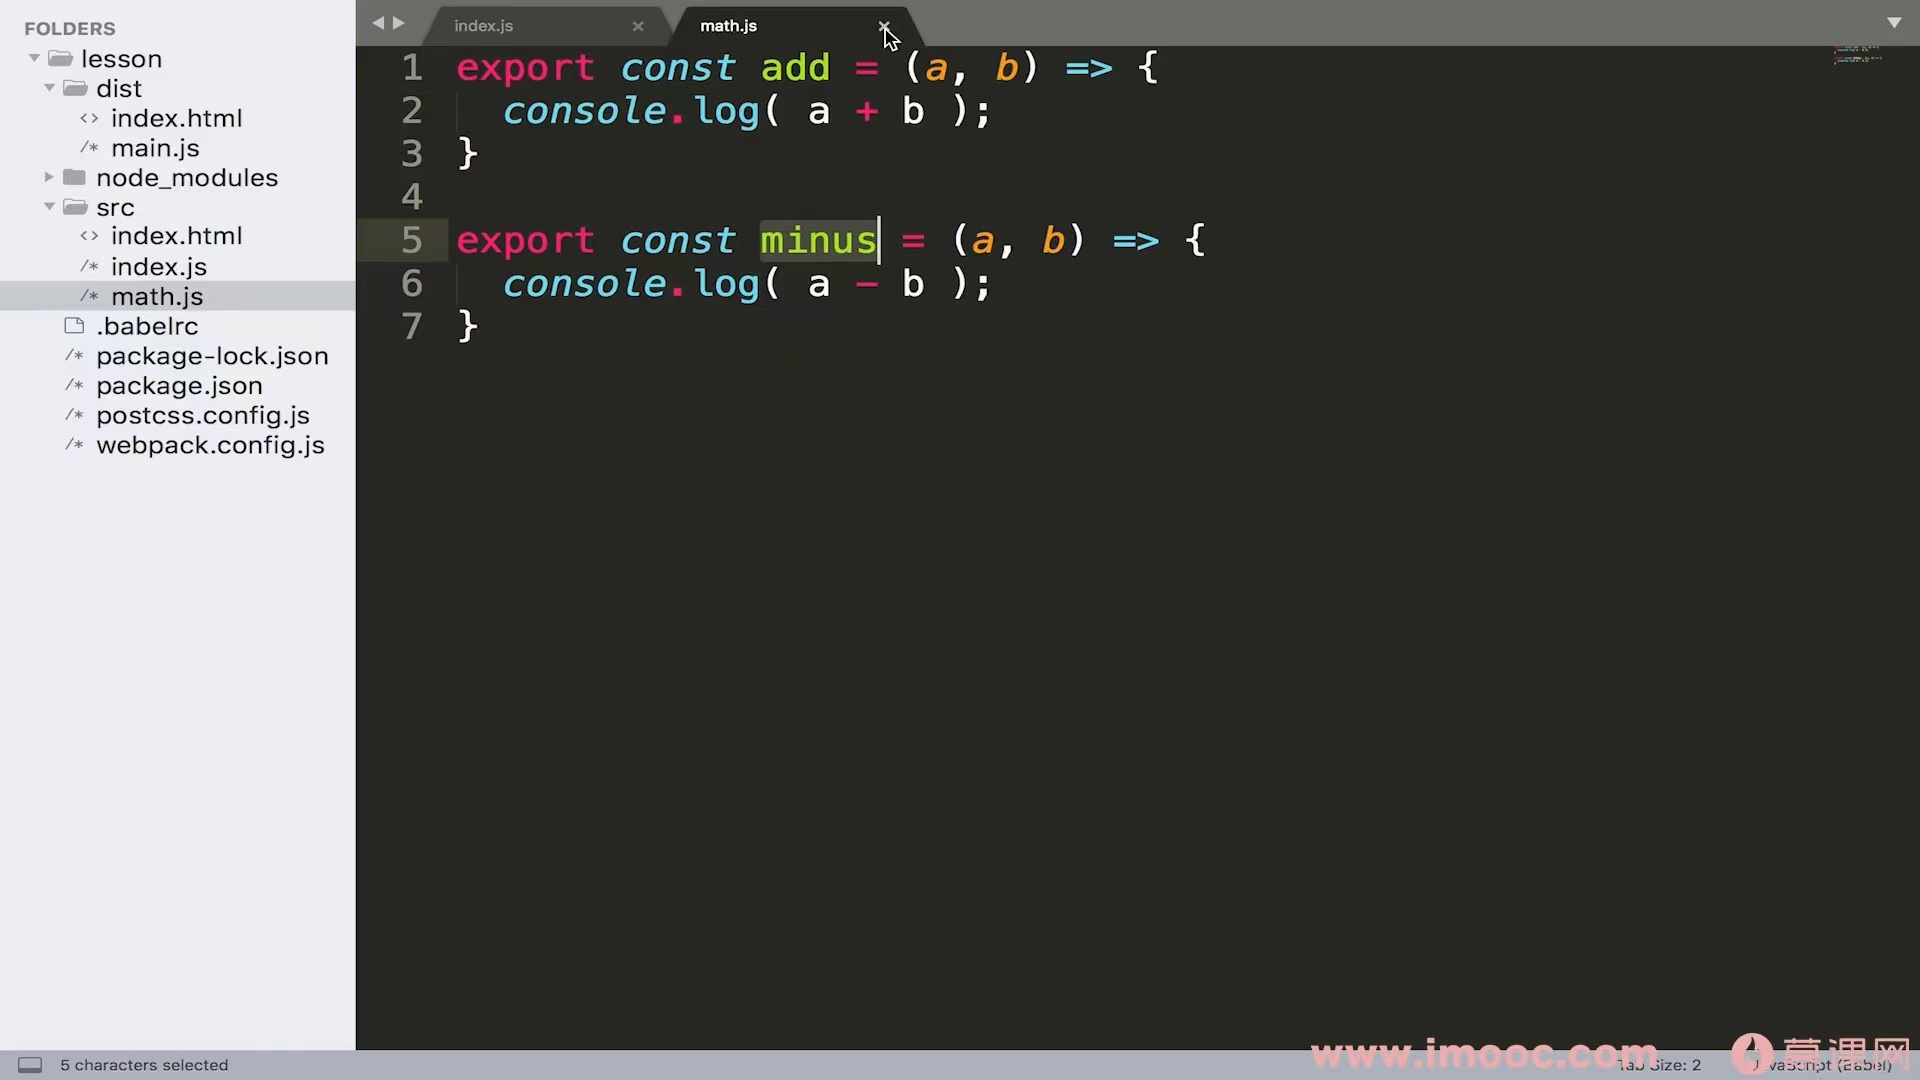 FOLDERS
lesson
dist
index.html
main.js
node_modules
src
index.html
index.js
math.js
.babelrc
package-lock.json
package.json
postcss.config.js
webpack.config.js
index.js
math.js
1 export const add = (a, b) => {
2 console.log( a + b );
3 }
4
5 export const minus = (a, b) => {
6 console.log( a - b );
7 }
5 characters selected
Tab Size: 2
JavaScript (Babel)
www.imooc.com
慕课网